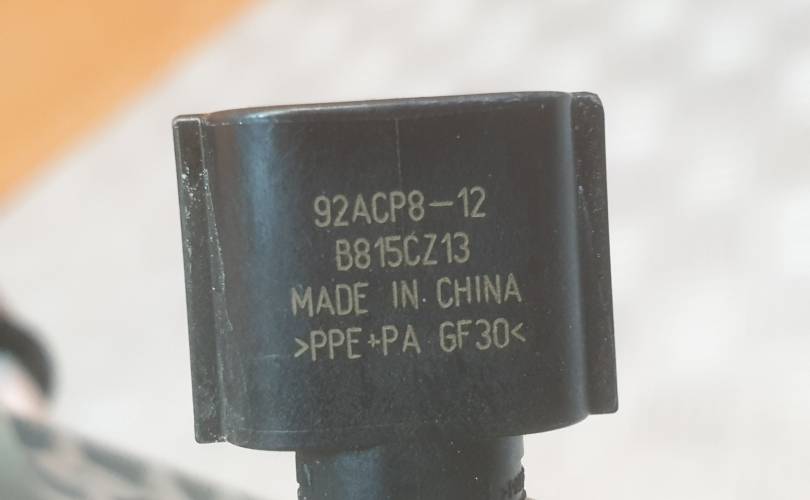 92ACP8-12
B815CZ13
MADE IN CHINA
>PPE+PA GF30<